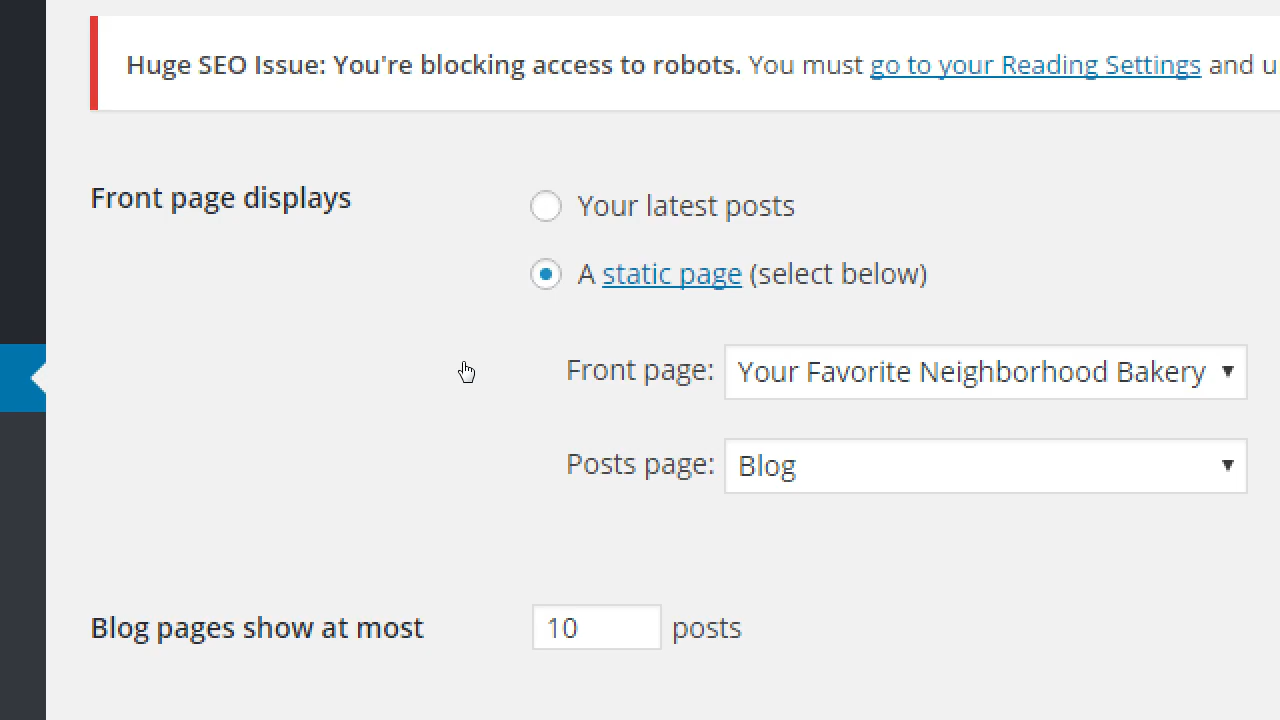 Huge SEO Issue: You're blocking access to robots. You must go to your Reading Settings and u
Front page displays
Your latest posts
A static page (select below)
Front page: Your Favorite Neighborhood Bakery
Posts page: Blog
Blog pages show at most 10 posts